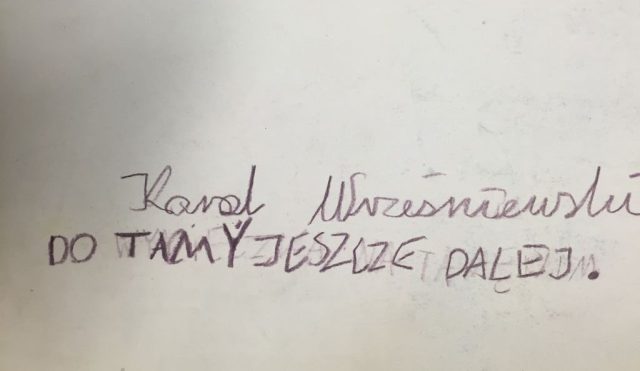 Karol Wrześniewski
DO TAMY JESZCZE DALEJ.